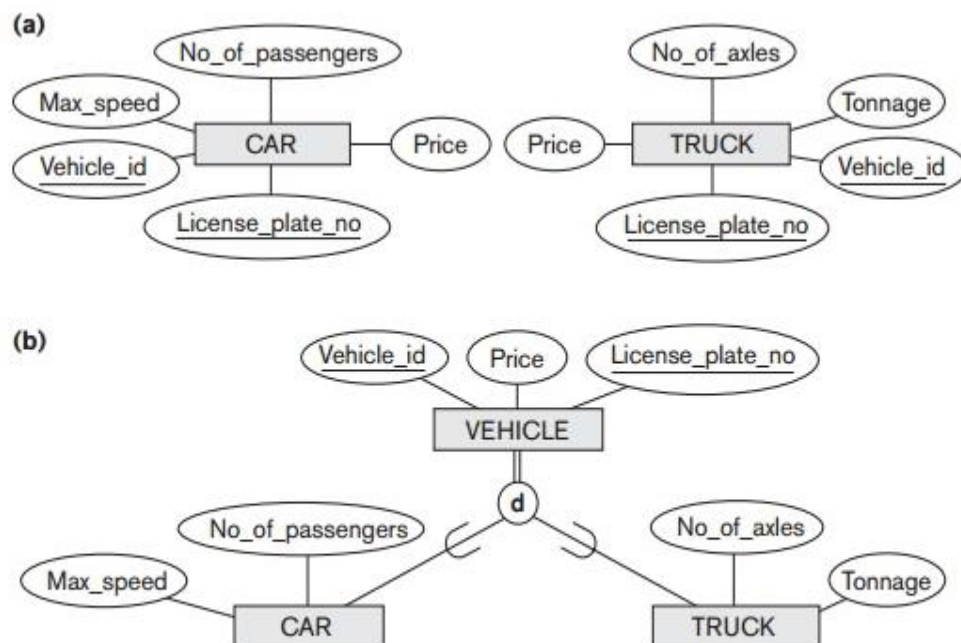 (a)
No_of_passengers
No_of_axles
Max_speed
Tonnage
CAR
Price
Price
TRUCK
Vehicle_id
Vehicle_id
License_plate_no
License_plate_no
(b)
Vehicle_id
Price
License_plate_no
VEHICLE
d
No_of_passengers
No_of_axles
Max_speed
Tonnage
CAR
TRUCK